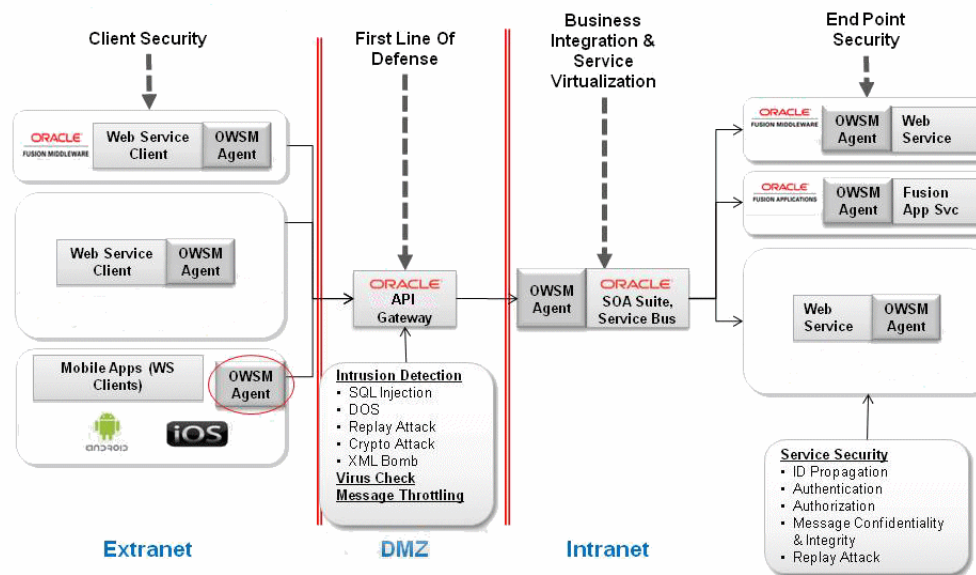 Client Security
First Line Of
Defense
Business
Integration &
Service
Virtualization
End Point
Security
ORACLE
FUSION MIDDLEWARE
Web Service
Client
OWSM
Agent
Web Service
Client
OWSM
Agent
Mobile Apps (WS
Clients)
OWSM
Agent
ANDROID
iOS
ORACLE
API
Gateway
Intrusion Detection
▪ SQL Injection
▪ DOS
▪ Replay Attack
▪ Crypto Attack
▪ XML Bomb
Virus Check
Message Throttling
OWSM
Agent
ORACLE
SOA Suite,
Service Bus
ORACLE
FUSION MIDDLEWARE
OWSM
Agent
Web
Service
ORACLE
FUSION APPLICATIONS
OWSM
Agent
Fusion
App Svc
Web
Service
OWSM
Agent
Service Security
▪ ID Propagation
▪ Authentication
▪ Authorization
▪ Message Confidentiality
& Integrity
▪ Replay Attack
Extranet
DMZ
Intranet